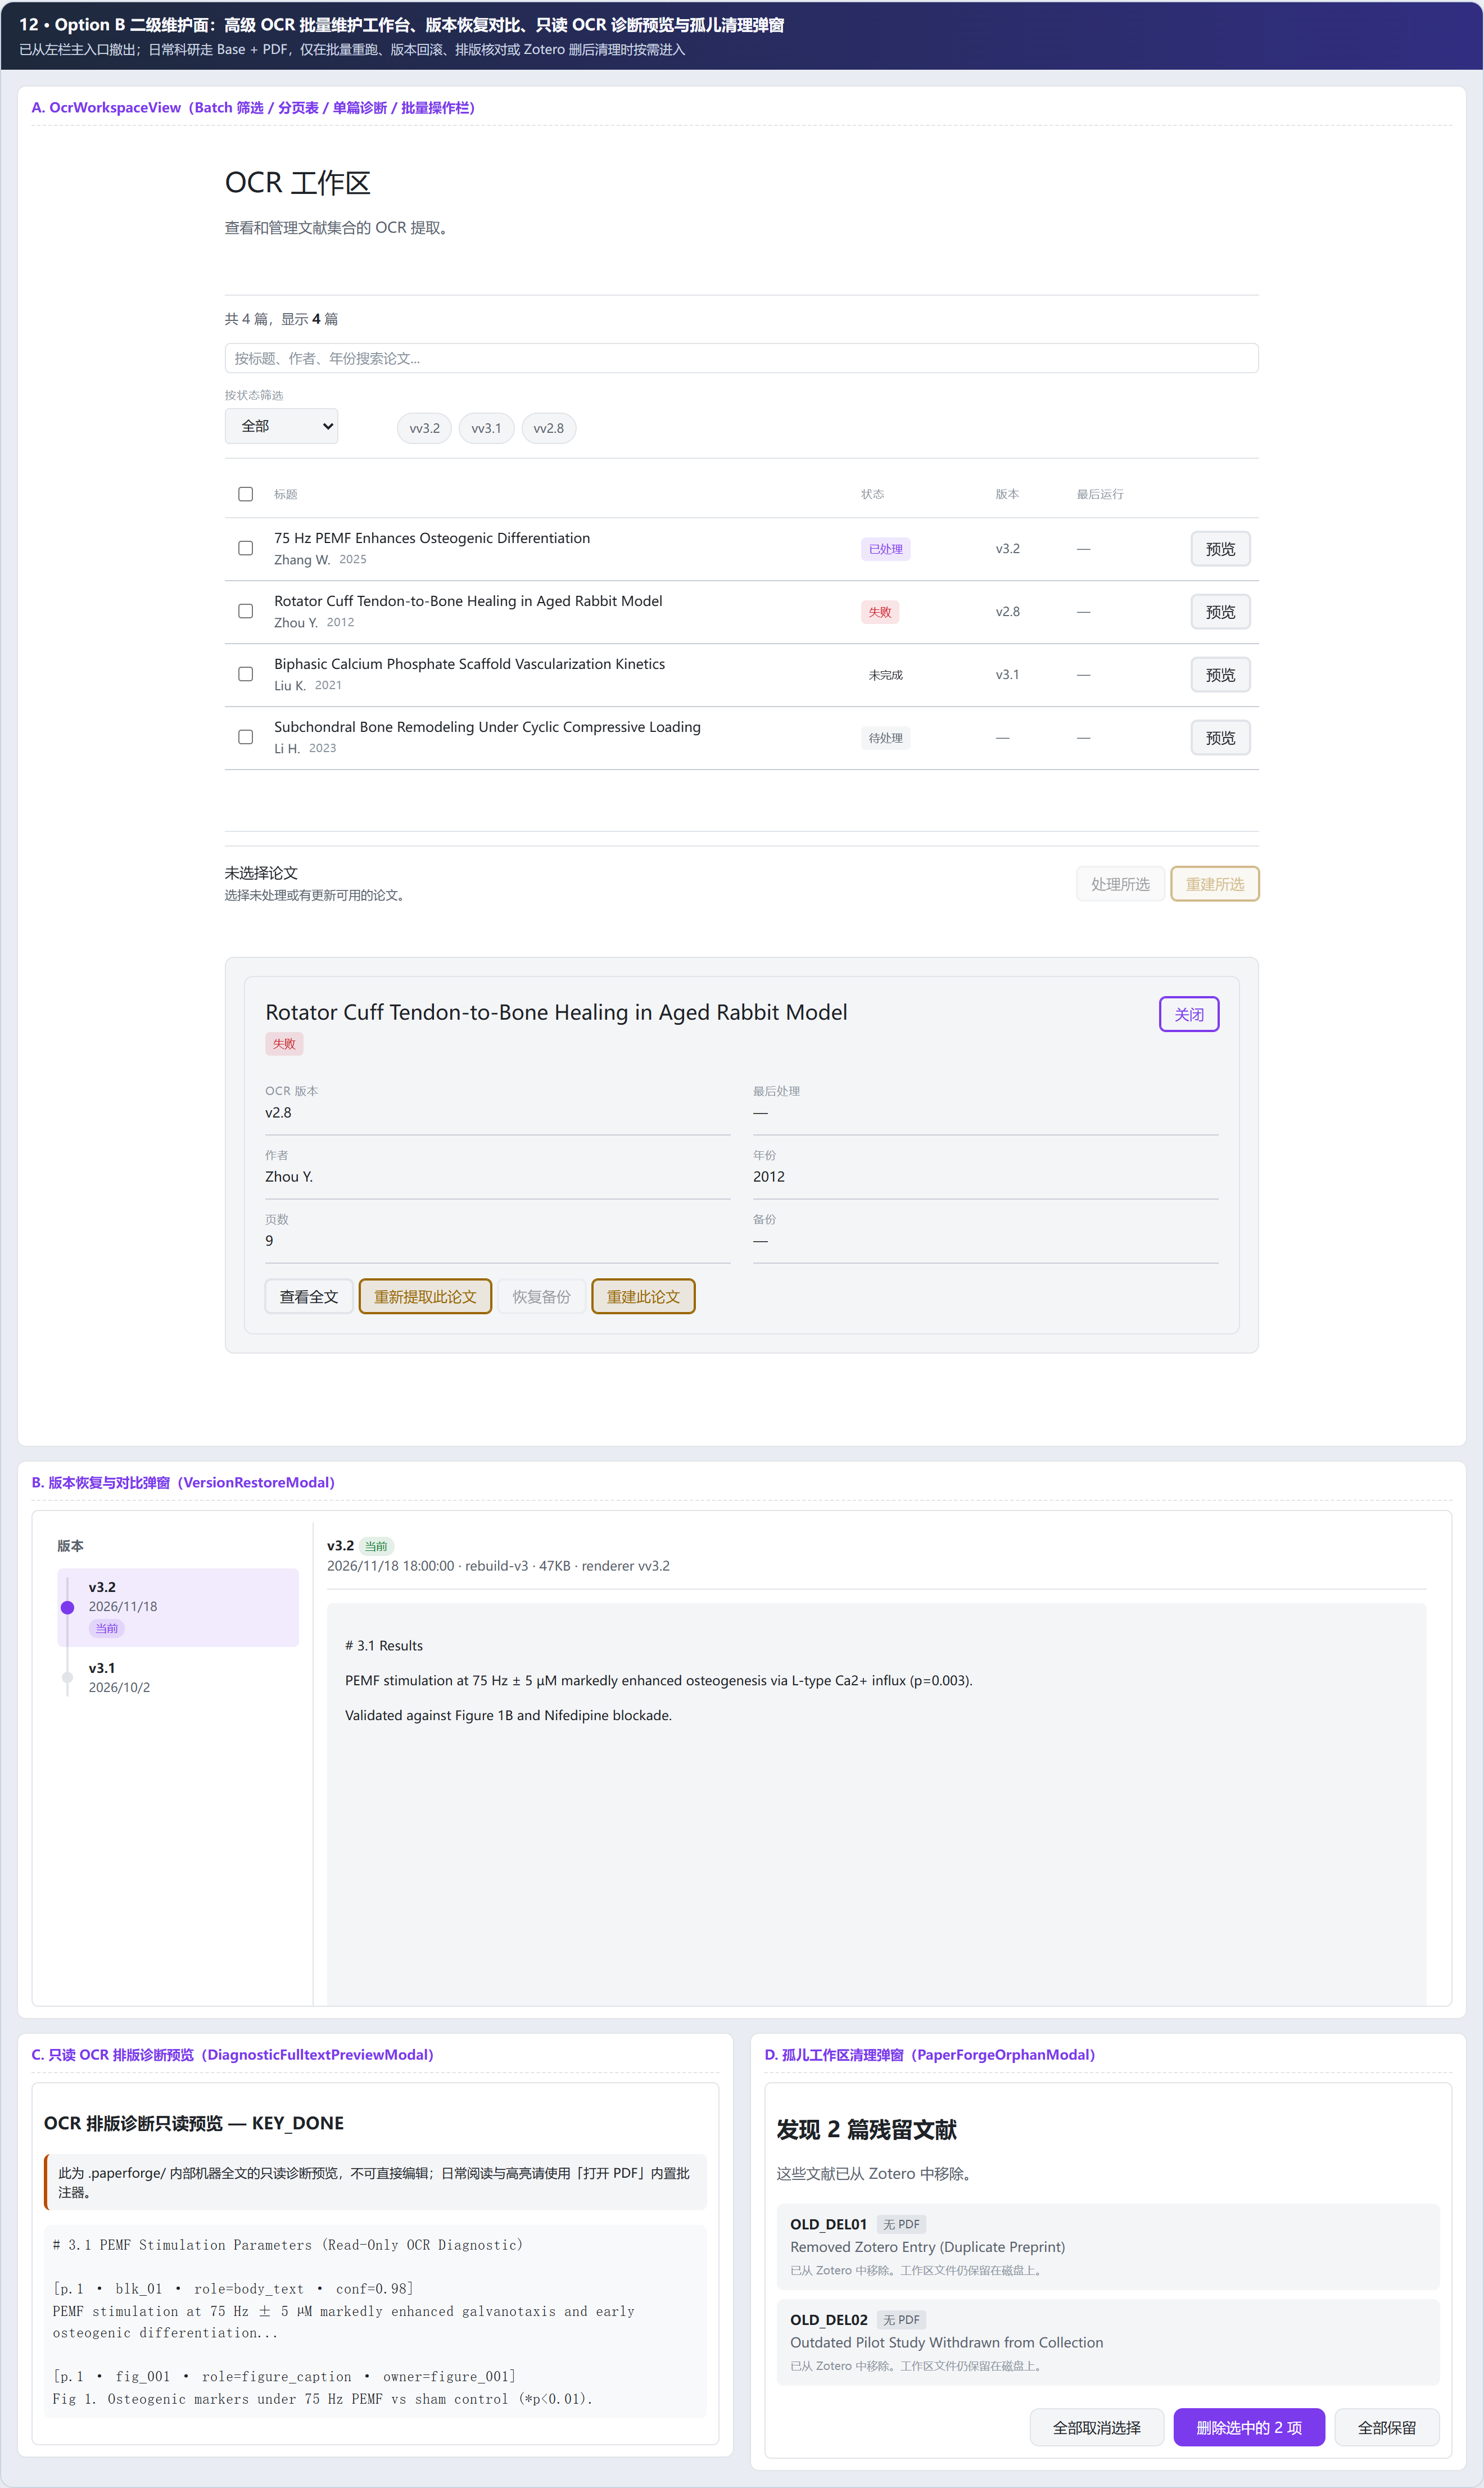 12 • Option B 二级维护面：高级 OCR 批量维护工作台、版本恢复对比、只读 OCR 诊断预览与孤儿清理弹窗
已从左栏主入口撤出；日常科研走 Base + PDF，仅在批量重跑、版本回滚、排版核对或 Zotero 删后清理时按需进入
A. OcrWorkspaceView（Batch 筛选 / 分页表 / 单篇诊断 / 批量操作栏）
OCR 工作区
查看和管理文献集合的 OCR 提取。
共 4 篇，显示 4 篇
按标题、作者、年份搜索论文...
按状态筛选
全部 vv3.2 vv3.1 vv2.8
标题 状态 版本 最后运行
75 Hz PEMF Enhances Osteogenic Differentiation
Zhang W. 2025 已处理 v3.2 — 预览
Rotator Cuff Tendon-to-Bone Healing in Aged Rabbit Model
Zhou Y. 2012 失败 v2.8 — 预览
Biphasic Calcium Phosphate Scaffold Vascularization Kinetics
Liu K. 2021 未完成 v3.1 — 预览
Subchondral Bone Remodeling Under Cyclic Compressive Loading
Li H. 2023 待处理 — — 预览
未选择论文
选择未处理或有更新可用的论文。
处理所选 重建所选
Rotator Cuff Tendon-to-Bone Healing in Aged Rabbit Model 关闭
失败
OCR 版本 最后处理
v2.8 —
作者 年份
Zhou Y. 2012
页数 备份
9 —
查看全文 重新提取此论文 恢复备份 重建此论文
B. 版本恢复与对比弹窗（VersionRestoreModal）
版本
v3.2
2026/11/18
当前
v3.1
2026/10/2
v3.2 当前
2026/11/18 18:00:00 · rebuild-v3 · 47KB · renderer vv3.2
# 3.1 Results
PEMF stimulation at 75 Hz ± 5 μM markedly enhanced osteogenesis via L-type Ca2+ influx (p=0.003).
Validated against Figure 1B and Nifedipine blockade.
C. 只读 OCR 排版诊断预览（DiagnosticFulltextPreviewModal）
OCR 排版诊断只读预览 — KEY_DONE
此为 .paperforge/ 内部机器全文的只读诊断预览，不可直接编辑；日常阅读与高亮请使用「打开 PDF」内置批
注器。
# 3.1 PEMF Stimulation Parameters (Read-Only OCR Diagnostic)
[p.1 • blk_01 • role=body_text • conf=0.98]
PEMF stimulation at 75 Hz ± 5 μM markedly enhanced galvanotaxis and early
osteogenic differentiation...
[p.1 • fig_001 • role=figure_caption • owner=figure_001]
Fig 1. Osteogenic markers under 75 Hz PEMF vs sham control (*p<0.01).
D. 孤儿工作区清理弹窗（PaperForgeOrphanModal）
发现 2 篇残留文献
这些文献已从 Zotero 中移除。
OLD_DEL01 无 PDF
Removed Zotero Entry (Duplicate Preprint)
已从 Zotero 中移除。工作区文件仍保留在磁盘上。
OLD_DEL02 无 PDF
Outdated Pilot Study Withdrawn from Collection
已从 Zotero 中移除。工作区文件仍保留在磁盘上。
全部取消选择 删除选中的 2 项 全部保留